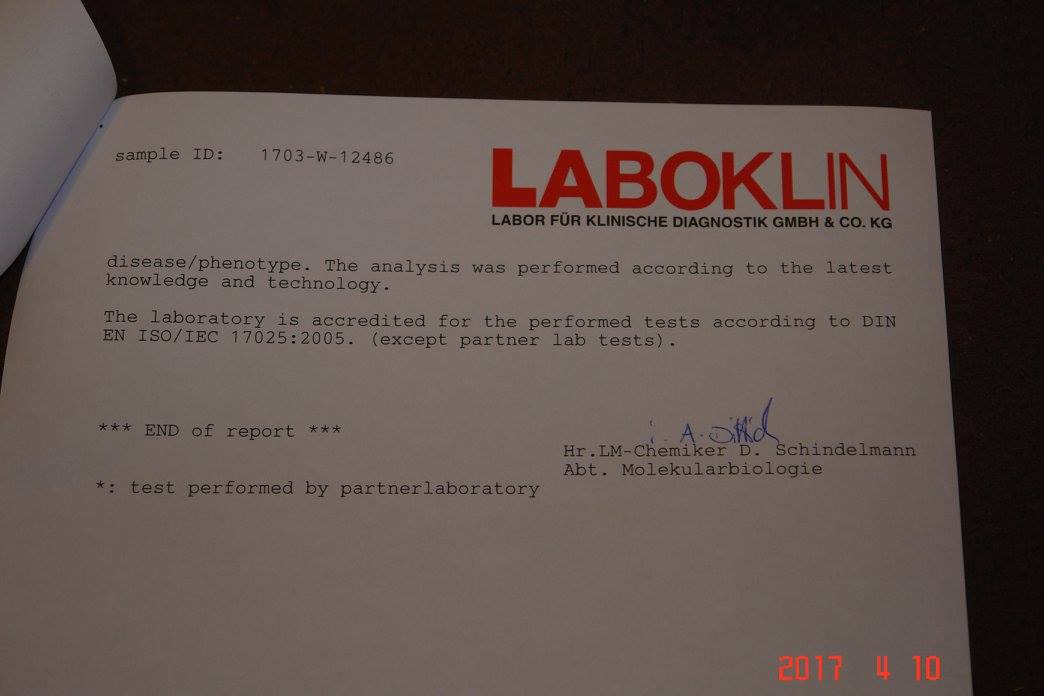 sample ID: 1703-W-12486
LABOKLIN
LABOR FÜR KLINISCHE DIAGNOSTIK GMBH & CO. KG
disease/phenotype. The analysis was performed according to the latest
knowledge and technology.
The laboratory is accredited for the performed tests according to DIN
EN ISO/IEC 17025:2005. (except partner lab tests).
*** END of report ***
i. A.
Hr.LM-Chemiker D. Schindelmann
Abt. Molekularbiologie
*: test performed by partnerlaboratory
2017 4 10